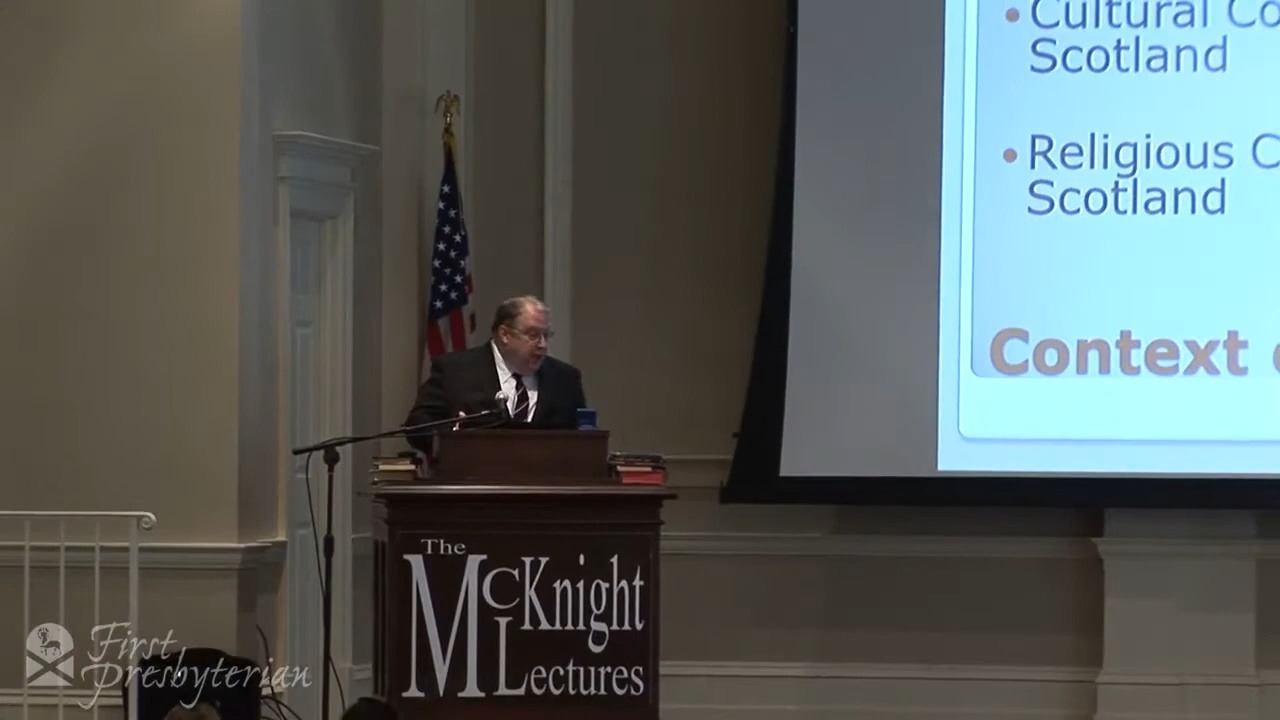 Cultural Co
Scotland
Religious C
Scotland
Context
The
McKnight
Lectures
First
Presbyterian